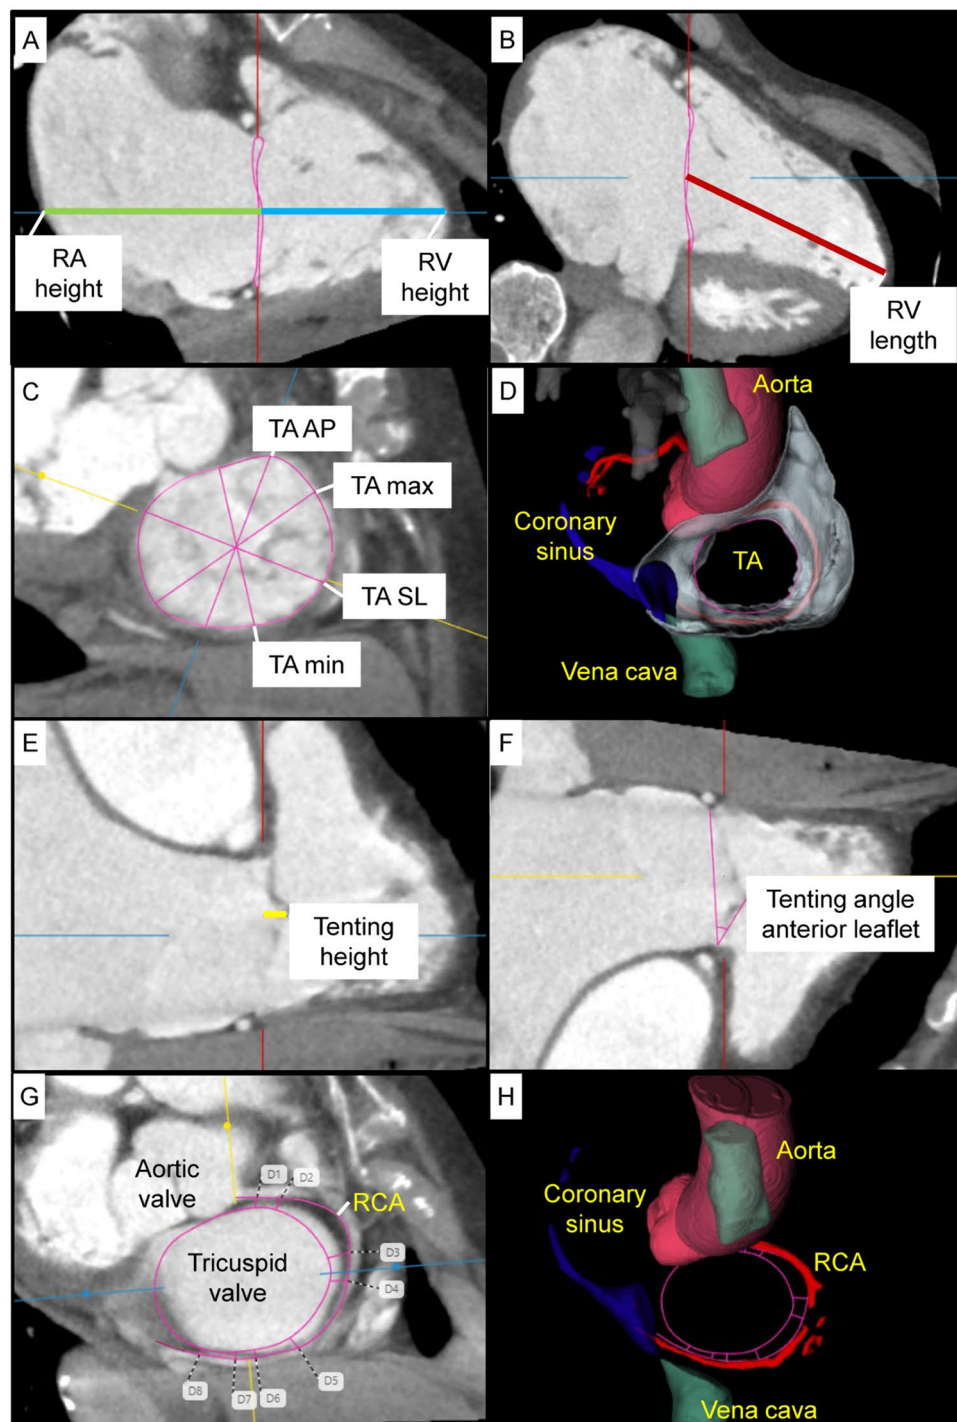 A
RA
height
RV
height
B
RV
length
C
TA AP
TA max
TA SL
TA min
D
Aorta
Coronary
sinus
TA
Vena cava
E
Tenting
height
F
Tenting angle
anterior leaflet
G
Aortic
valve
D1
D2
RCA
Tricuspid
valve
D3
D4
D5
D6
D7
D8
H
Aorta
Coronary
sinus
RCA
Vena cava